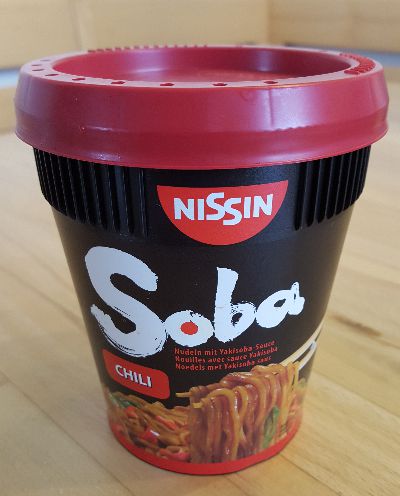 NISSIN
Soba
Nudeln mit Yakisoba-Sauce
Nouilles avec sauce Yakisoba
Noedels met Yakisoba saus
CHILI